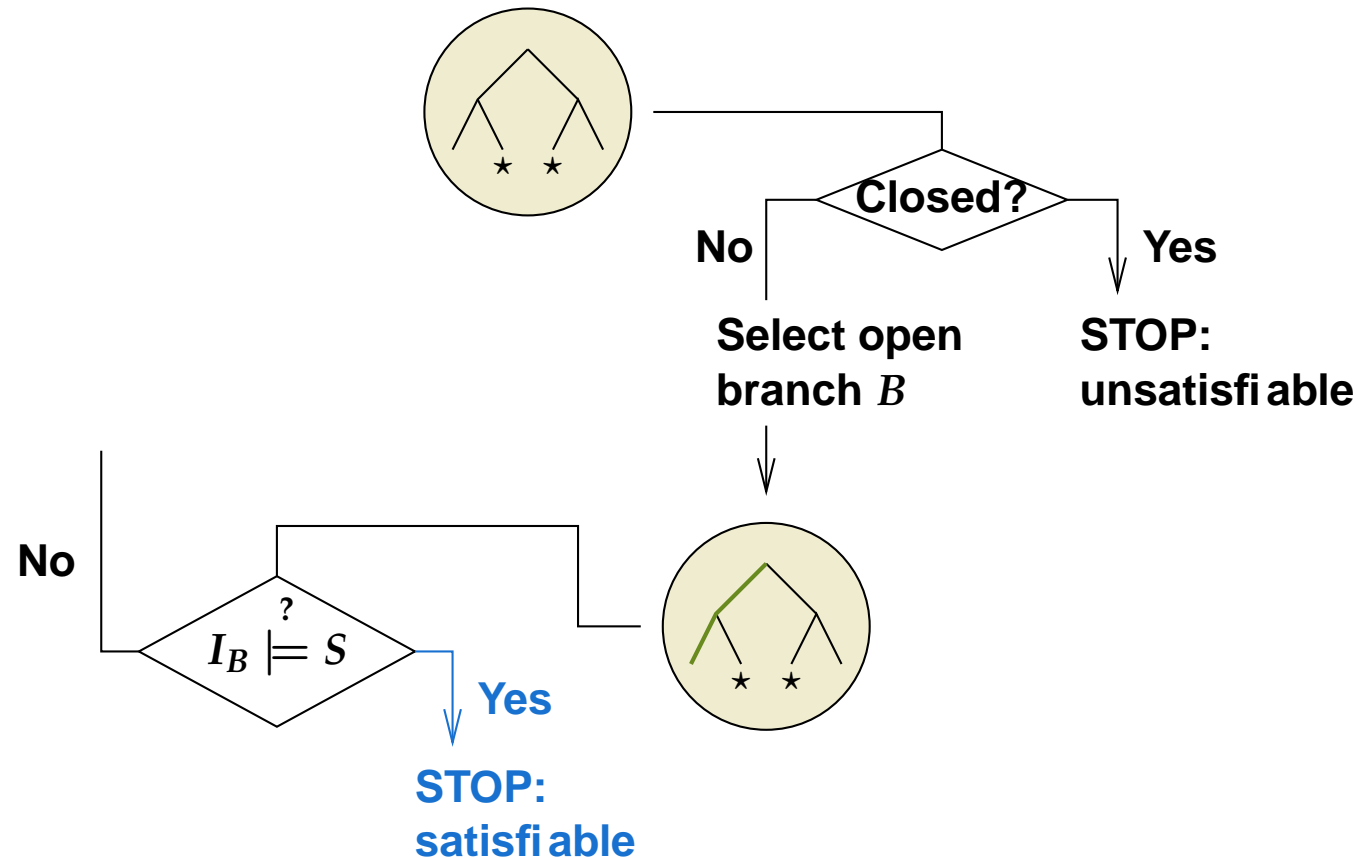 ★ ★
Closed?
No
Yes
Select open
branch B
STOP:
unsatisfiable
No
?
I_B |= S
★ ★
Yes
STOP:
satisfiable